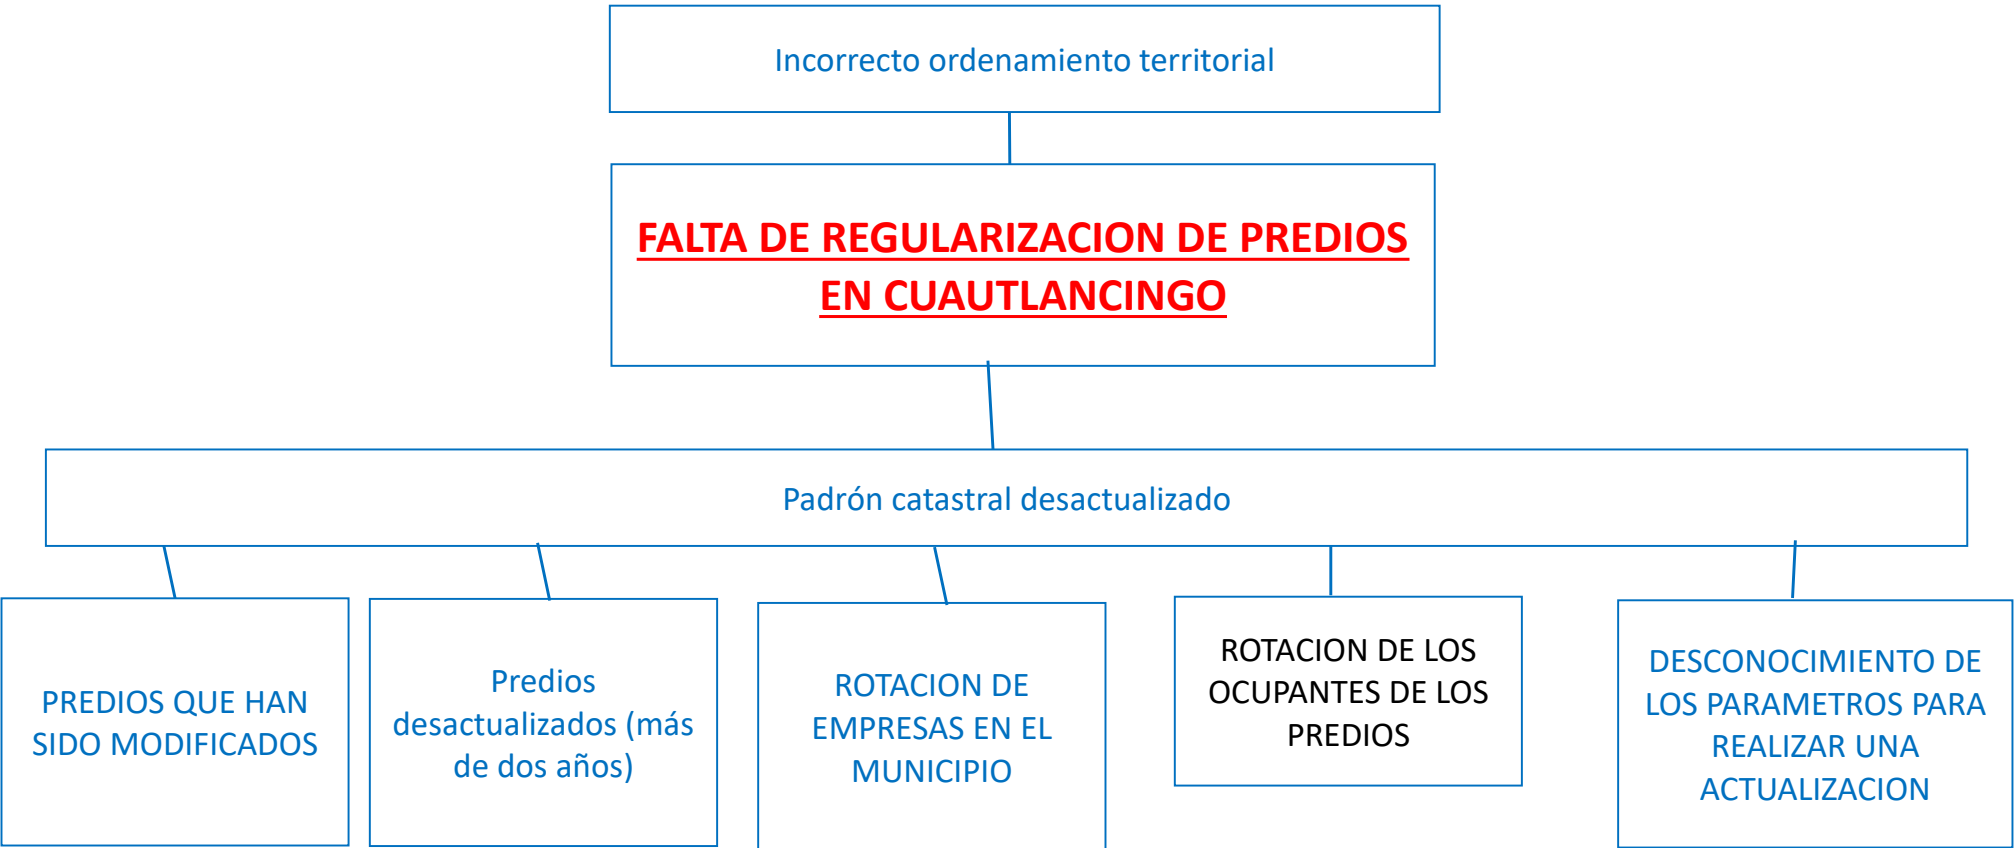 Incorrecto ordenamiento territorial
FALTA DE REGULARIZACION DE PREDIOS
EN CUAUTLANCINGO
Padrón catastral desactualizado
PREDIOS QUE HAN
SIDO MODIFICADOS
Predios
desactualizados (más
de dos años)
ROTACION DE
EMPRESAS EN EL
MUNICIPIO
ROTACION DE LOS
OCUPANTES DE LOS
PREDIOS
DESCONOCIMIENTO DE
LOS PARAMETROS PARA
REALIZAR UNA
ACTUALIZACION